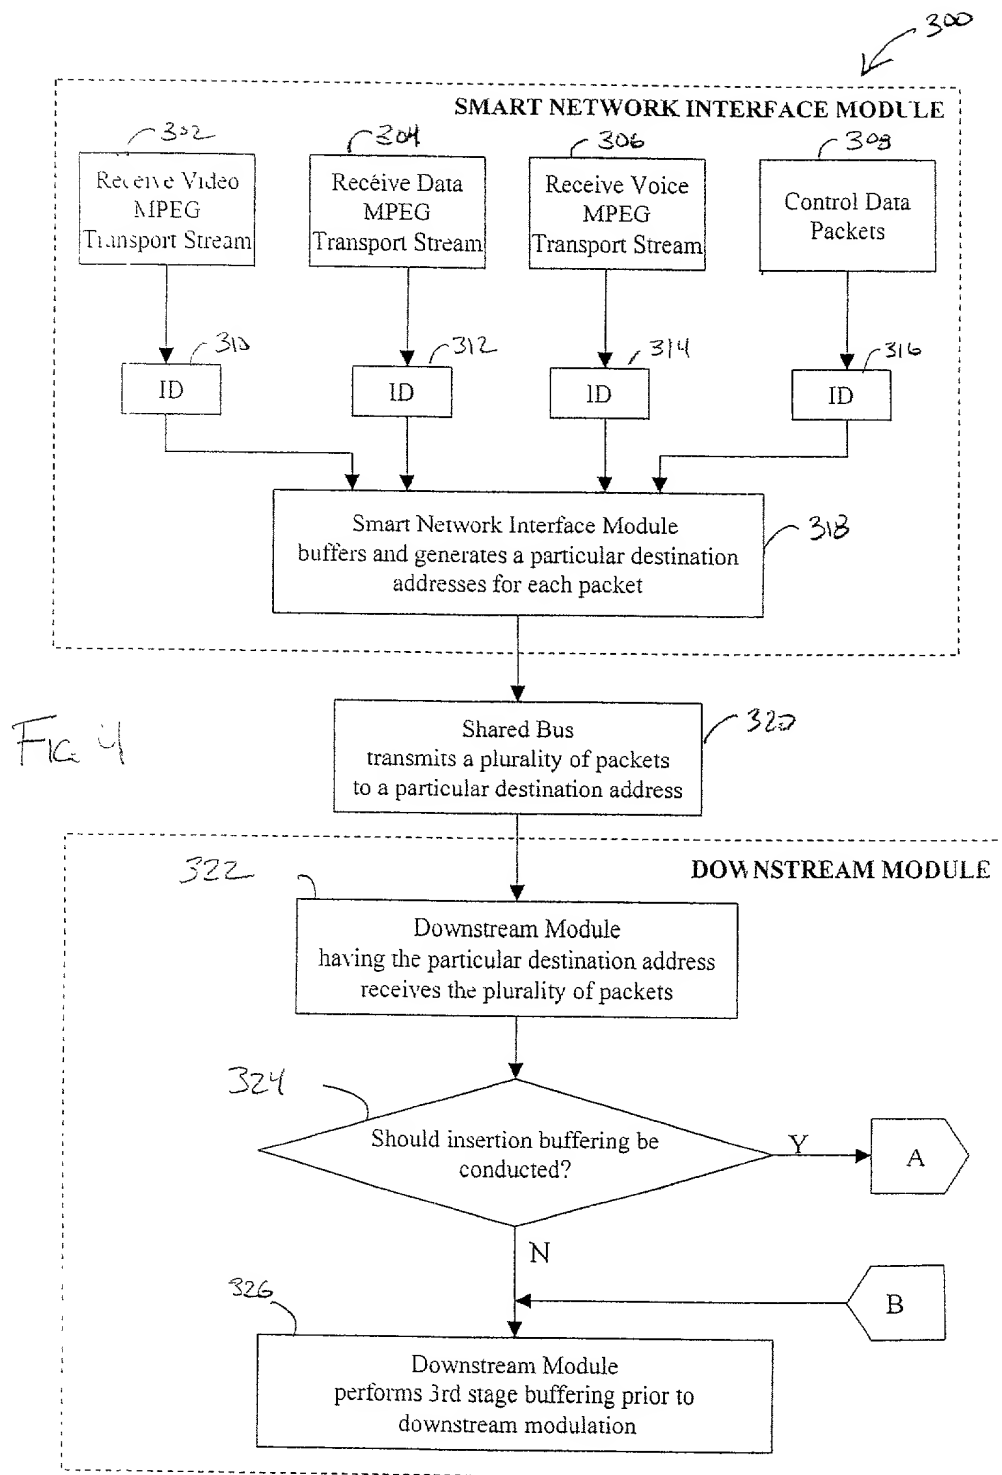 300
SMART NETWORK INTERFACE MODULE
302
304
306
308
Receive Video
MPEG
Transport Stream
Receive Data
MPEG
Transport Stream
Receive Voice
MPEG
Transport Stream
Control Data
Packets
310
312
314
316
ID
ID
ID
ID
Smart Network Interface Module
buffers and generates a particular destination
addresses for each packet
318
Shared Bus
transmits a plurality of packets
to a particular destination address
320
FIG. 4
DOWNSTREAM MODULE
322
Downstream Module
having the particular destination address
receives the plurality of packets
324
Should insertion buffering be
conducted?
Y
A
N
B
326
Downstream Module
performs 3rd stage buffering prior to
downstream modulation